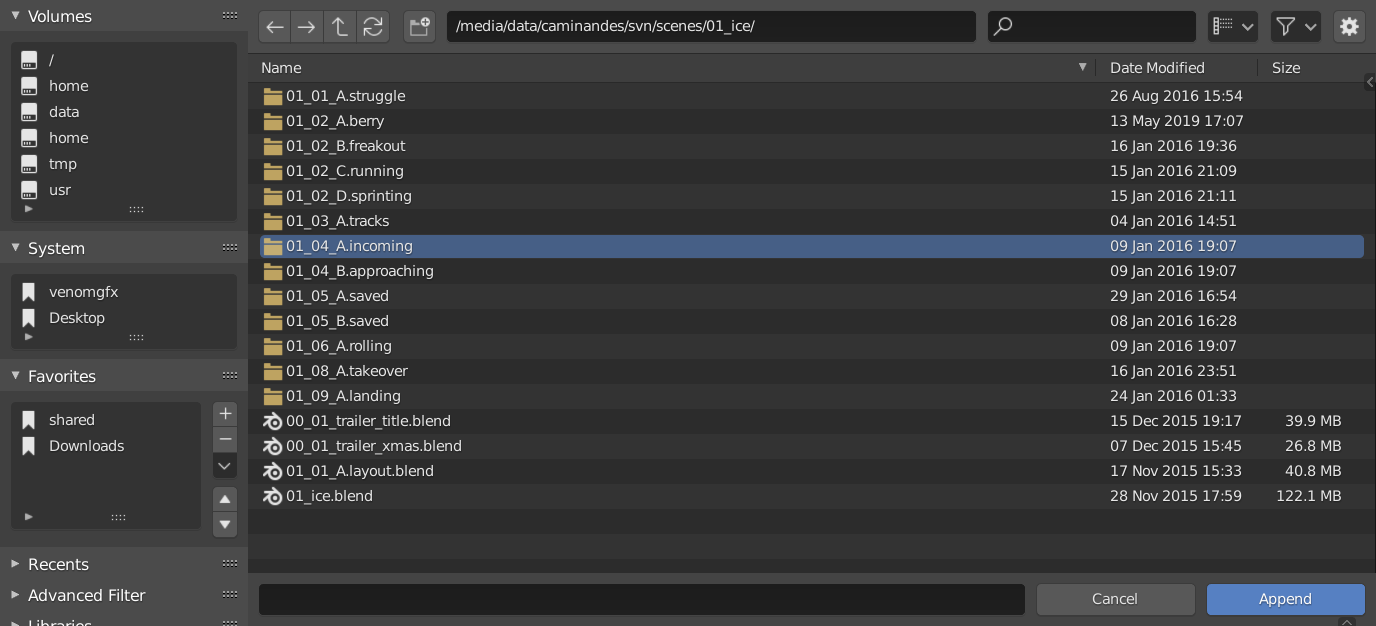 Volumes
/
home
data
home
tmp
usr
System
venomgfx
Desktop
Favorites
shared
Downloads
Recents
Advanced Filter
Libraries
/media/data/caminandes/svn/scenes/01_ice/
Name Date Modified Size
01_01_A.struggle 26 Aug 2016 15:54
01_02_A.berry 13 May 2019 17:07
01_02_B.freakout 16 Jan 2016 19:36
01_02_C.running 15 Jan 2016 21:09
01_02_D.sprinting 15 Jan 2016 21:11
01_03_A.tracks 04 Jan 2016 14:51
01_04_A.incoming 09 Jan 2016 19:07
01_04_B.approaching 09 Jan 2016 19:07
01_05_A.saved 29 Jan 2016 16:54
01_05_B.saved 08 Jan 2016 16:28
01_06_A.rolling 09 Jan 2016 19:07
01_08_A.takeover 16 Jan 2016 23:51
01_09_A.landing 24 Jan 2016 01:33
00_01_trailer_title.blend 15 Dec 2015 19:17 39.9 MB
00_01_trailer_xmas.blend 07 Dec 2015 15:45 26.8 MB
01_01_A.layout.blend 17 Nov 2015 15:33 40.8 MB
01_ice.blend 28 Nov 2015 17:59 122.1 MB
Cancel Append